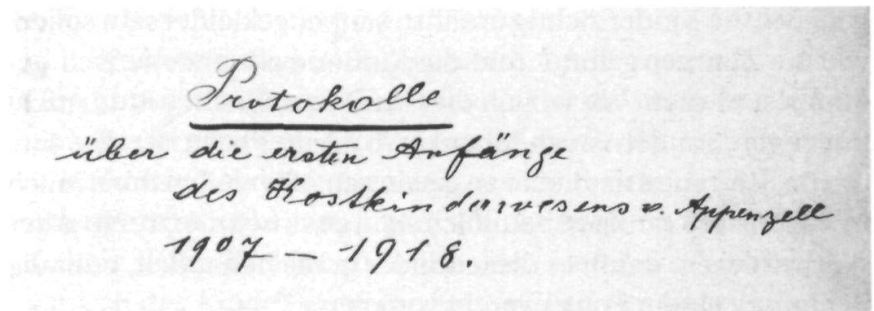 Protokolle
über die ersten Anfänge
des Kostkinderwesens v. Appenzell
1907 — 1918.